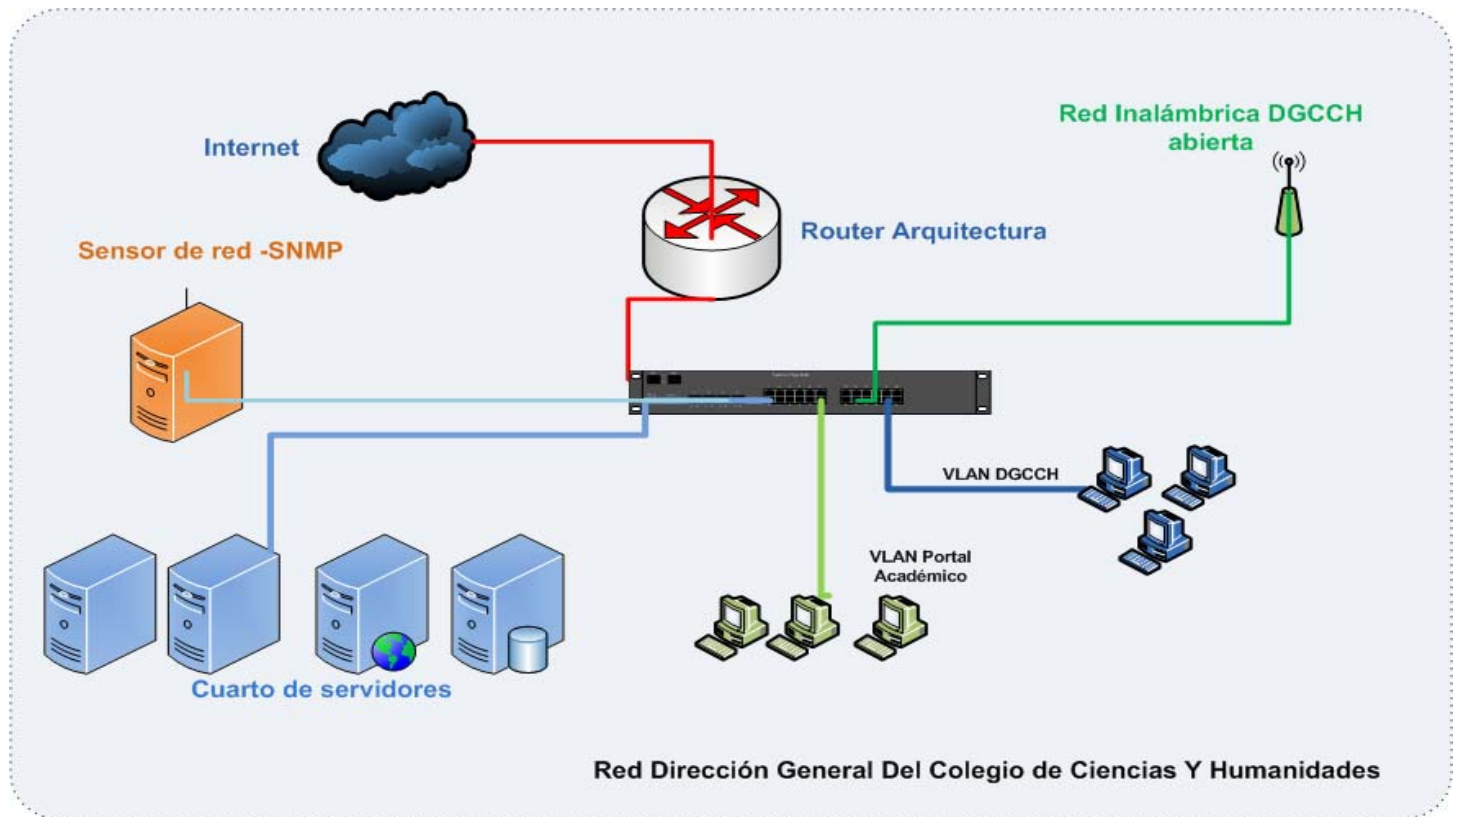 Red Inalámbrica DGCCH
abierta
Internet
Router Arquitectura
Sensor de red -SNMP
VLAN DGCCH
VLAN Portal
Académico
Cuarto de servidores
Red Dirección General Del Colegio de Ciencias Y Humanidades